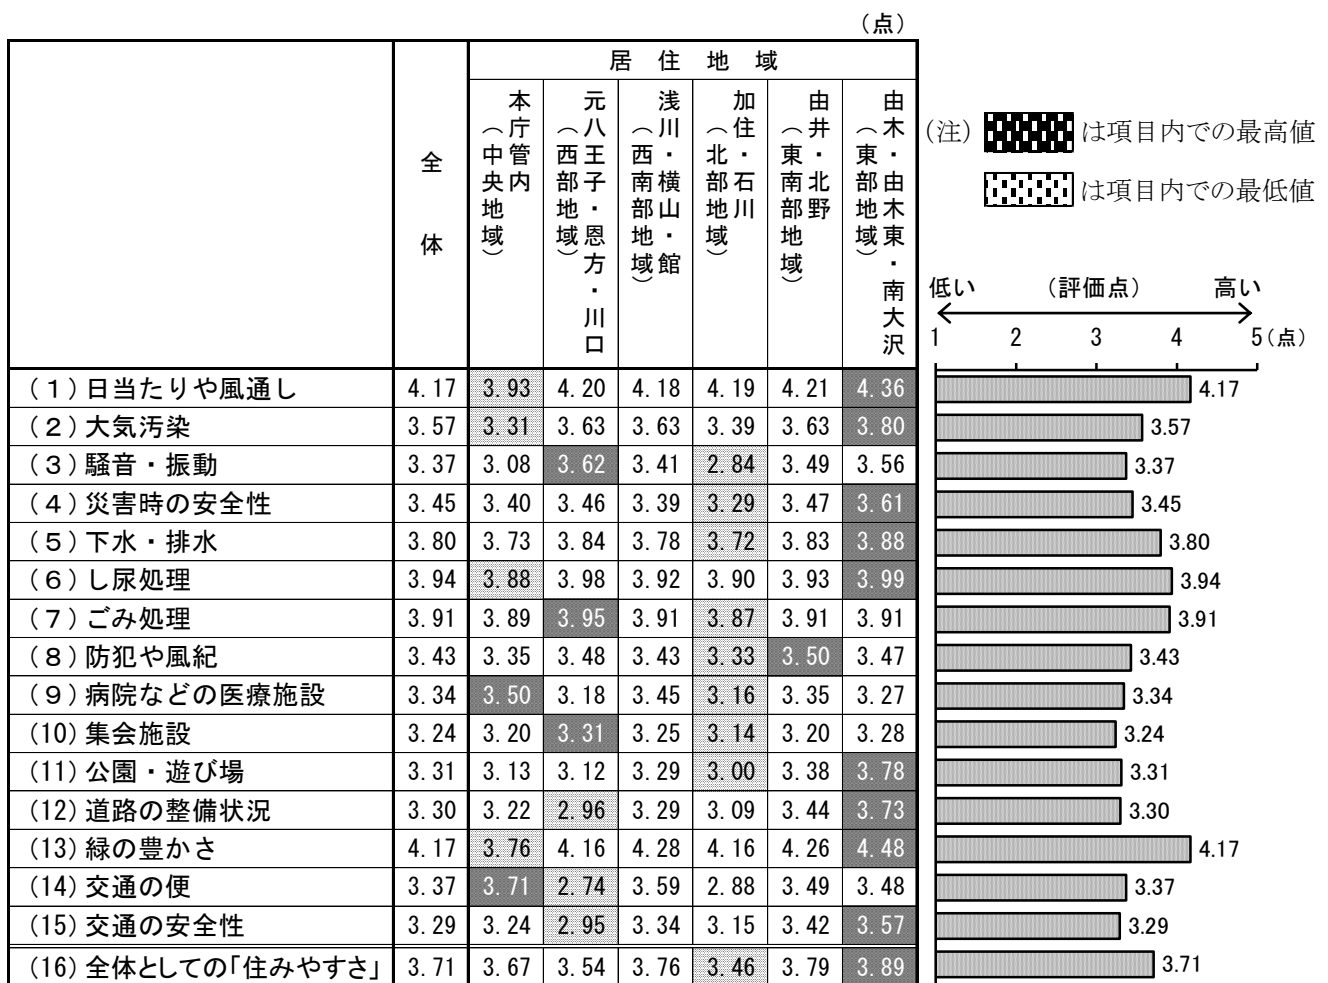 （点）
全体
居住地域
本庁管内（中央地域）
元八王子・恩方・川口（西部地域）
浅川・横山・館（西南部地域）
加住・石川（北部地域）
由井・北野（東南部地域）
由木・由木東・南大沢（東部地域）
（注） は項目内での最高値
は項目内での最低値
低い （評価点） 高い
1 2 3 4 5(点)
(1)日当たりや風通し 4.17 3.93 4.20 4.18 4.19 4.21 4.36 4.17
(2)大気汚染 3.57 3.31 3.63 3.63 3.39 3.63 3.80 3.57
(3)騒音・振動 3.37 3.08 3.62 3.41 2.84 3.49 3.56 3.37
(4)災害時の安全性 3.45 3.40 3.46 3.39 3.29 3.47 3.61 3.45
(5)下水・排水 3.80 3.73 3.84 3.78 3.72 3.83 3.88 3.80
(6)し尿処理 3.94 3.88 3.98 3.92 3.90 3.93 3.99 3.94
(7)ごみ処理 3.91 3.89 3.95 3.91 3.87 3.91 3.91 3.91
(8)防犯や風紀 3.43 3.35 3.48 3.43 3.33 3.50 3.47 3.43
(9)病院などの医療施設 3.34 3.50 3.18 3.45 3.16 3.35 3.27 3.34
(10)集会施設 3.24 3.20 3.31 3.25 3.14 3.20 3.28 3.24
(11)公園・遊び場 3.31 3.13 3.12 3.29 3.00 3.38 3.78 3.31
(12)道路の整備状況 3.30 3.22 2.96 3.29 3.09 3.44 3.73 3.30
(13)緑の豊かさ 4.17 3.76 4.16 4.28 4.16 4.26 4.48 4.17
(14)交通の便 3.37 3.71 2.74 3.59 2.88 3.49 3.48 3.37
(15)交通の安全性 3.29 3.24 2.95 3.34 3.15 3.42 3.57 3.29
(16)全体としての「住みやすさ」 3.71 3.67 3.54 3.76 3.46 3.79 3.89 3.71